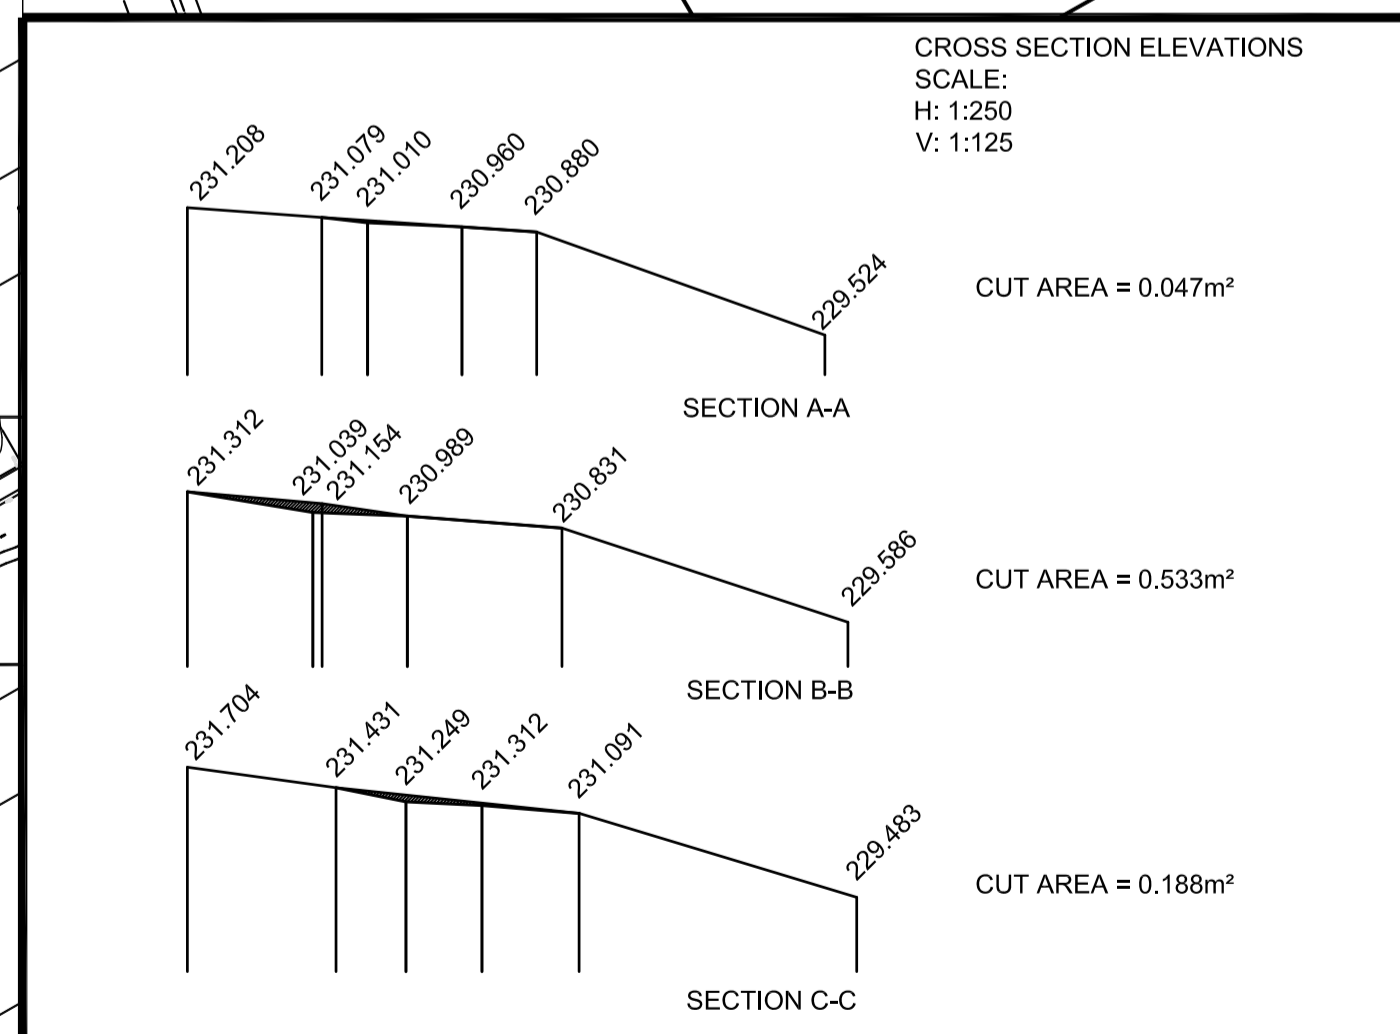 CROSS SECTION ELEVATIONS
SCALE:
H: 1:250
V: 1:125
231.208
231.079
231.010
230.960
230.880
229.524
CUT AREA = 0.047m²
SECTION A-A
231.312
231.039
231.154
230.989
230.831
229.586
CUT AREA = 0.533m²
SECTION B-B
231.704
231.431
231.249
231.312
231.091
229.483
CUT AREA = 0.188m²
SECTION C-C